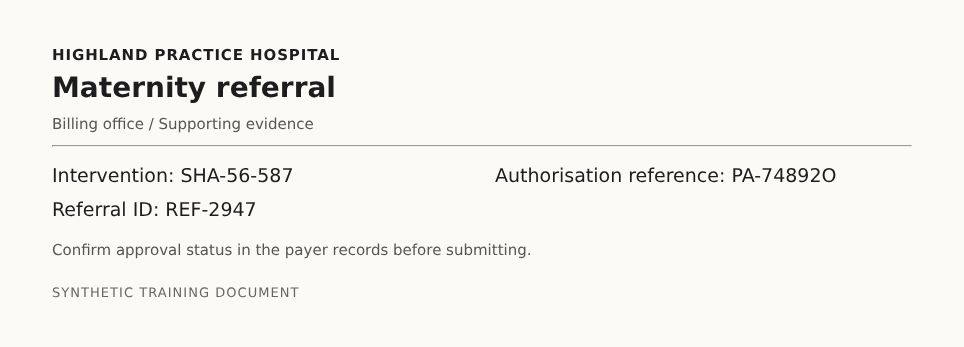 HIGHLAND PRACTICE HOSPITAL
Maternity referral
Billing office / Supporting evidence
Intervention: SHA-56-587
Authorisation reference: PA-74892O
Referral ID: REF-2947
Confirm approval status in the payer records before submitting.
SYNTHETIC TRAINING DOCUMENT